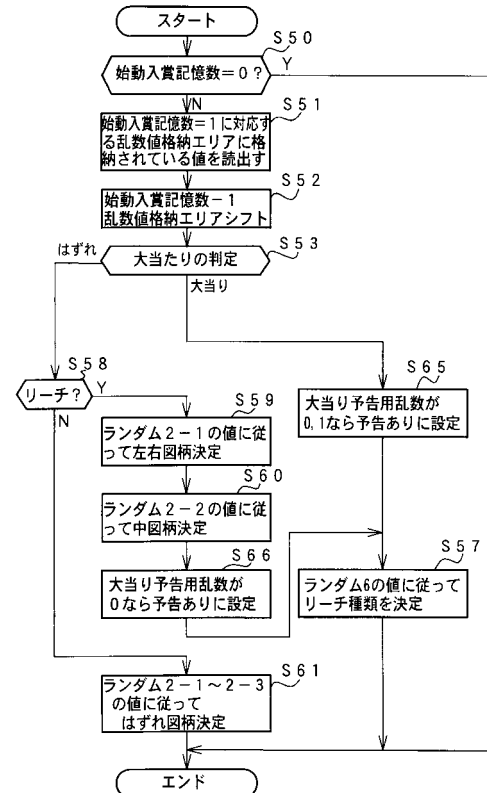 スタート
S50
始動入賞記憶数=0?
Y
N
S51
始動入賞記憶数=1に対応す
る乱数値格納エリアに格
納されている値を読出す
S52
始動入賞記憶数-1
乱数値格納エリアシフト
S53
大当たりの判定
はずれ
大当り
S58
リーチ?
Y
N
S65
大当り予告用乱数が
0,1なら予告ありに設定
S59
ランダム2-1の値に従
って左右図柄決定
S60
ランダム2-2の値に従
って中図柄決定
S66
大当り予告用乱数が
0なら予告ありに設定
S57
ランダム6の値に従って
リーチ種類を決定
S61
ランダム2-1~2-3
の値に従って
はずれ図柄決定
エンド